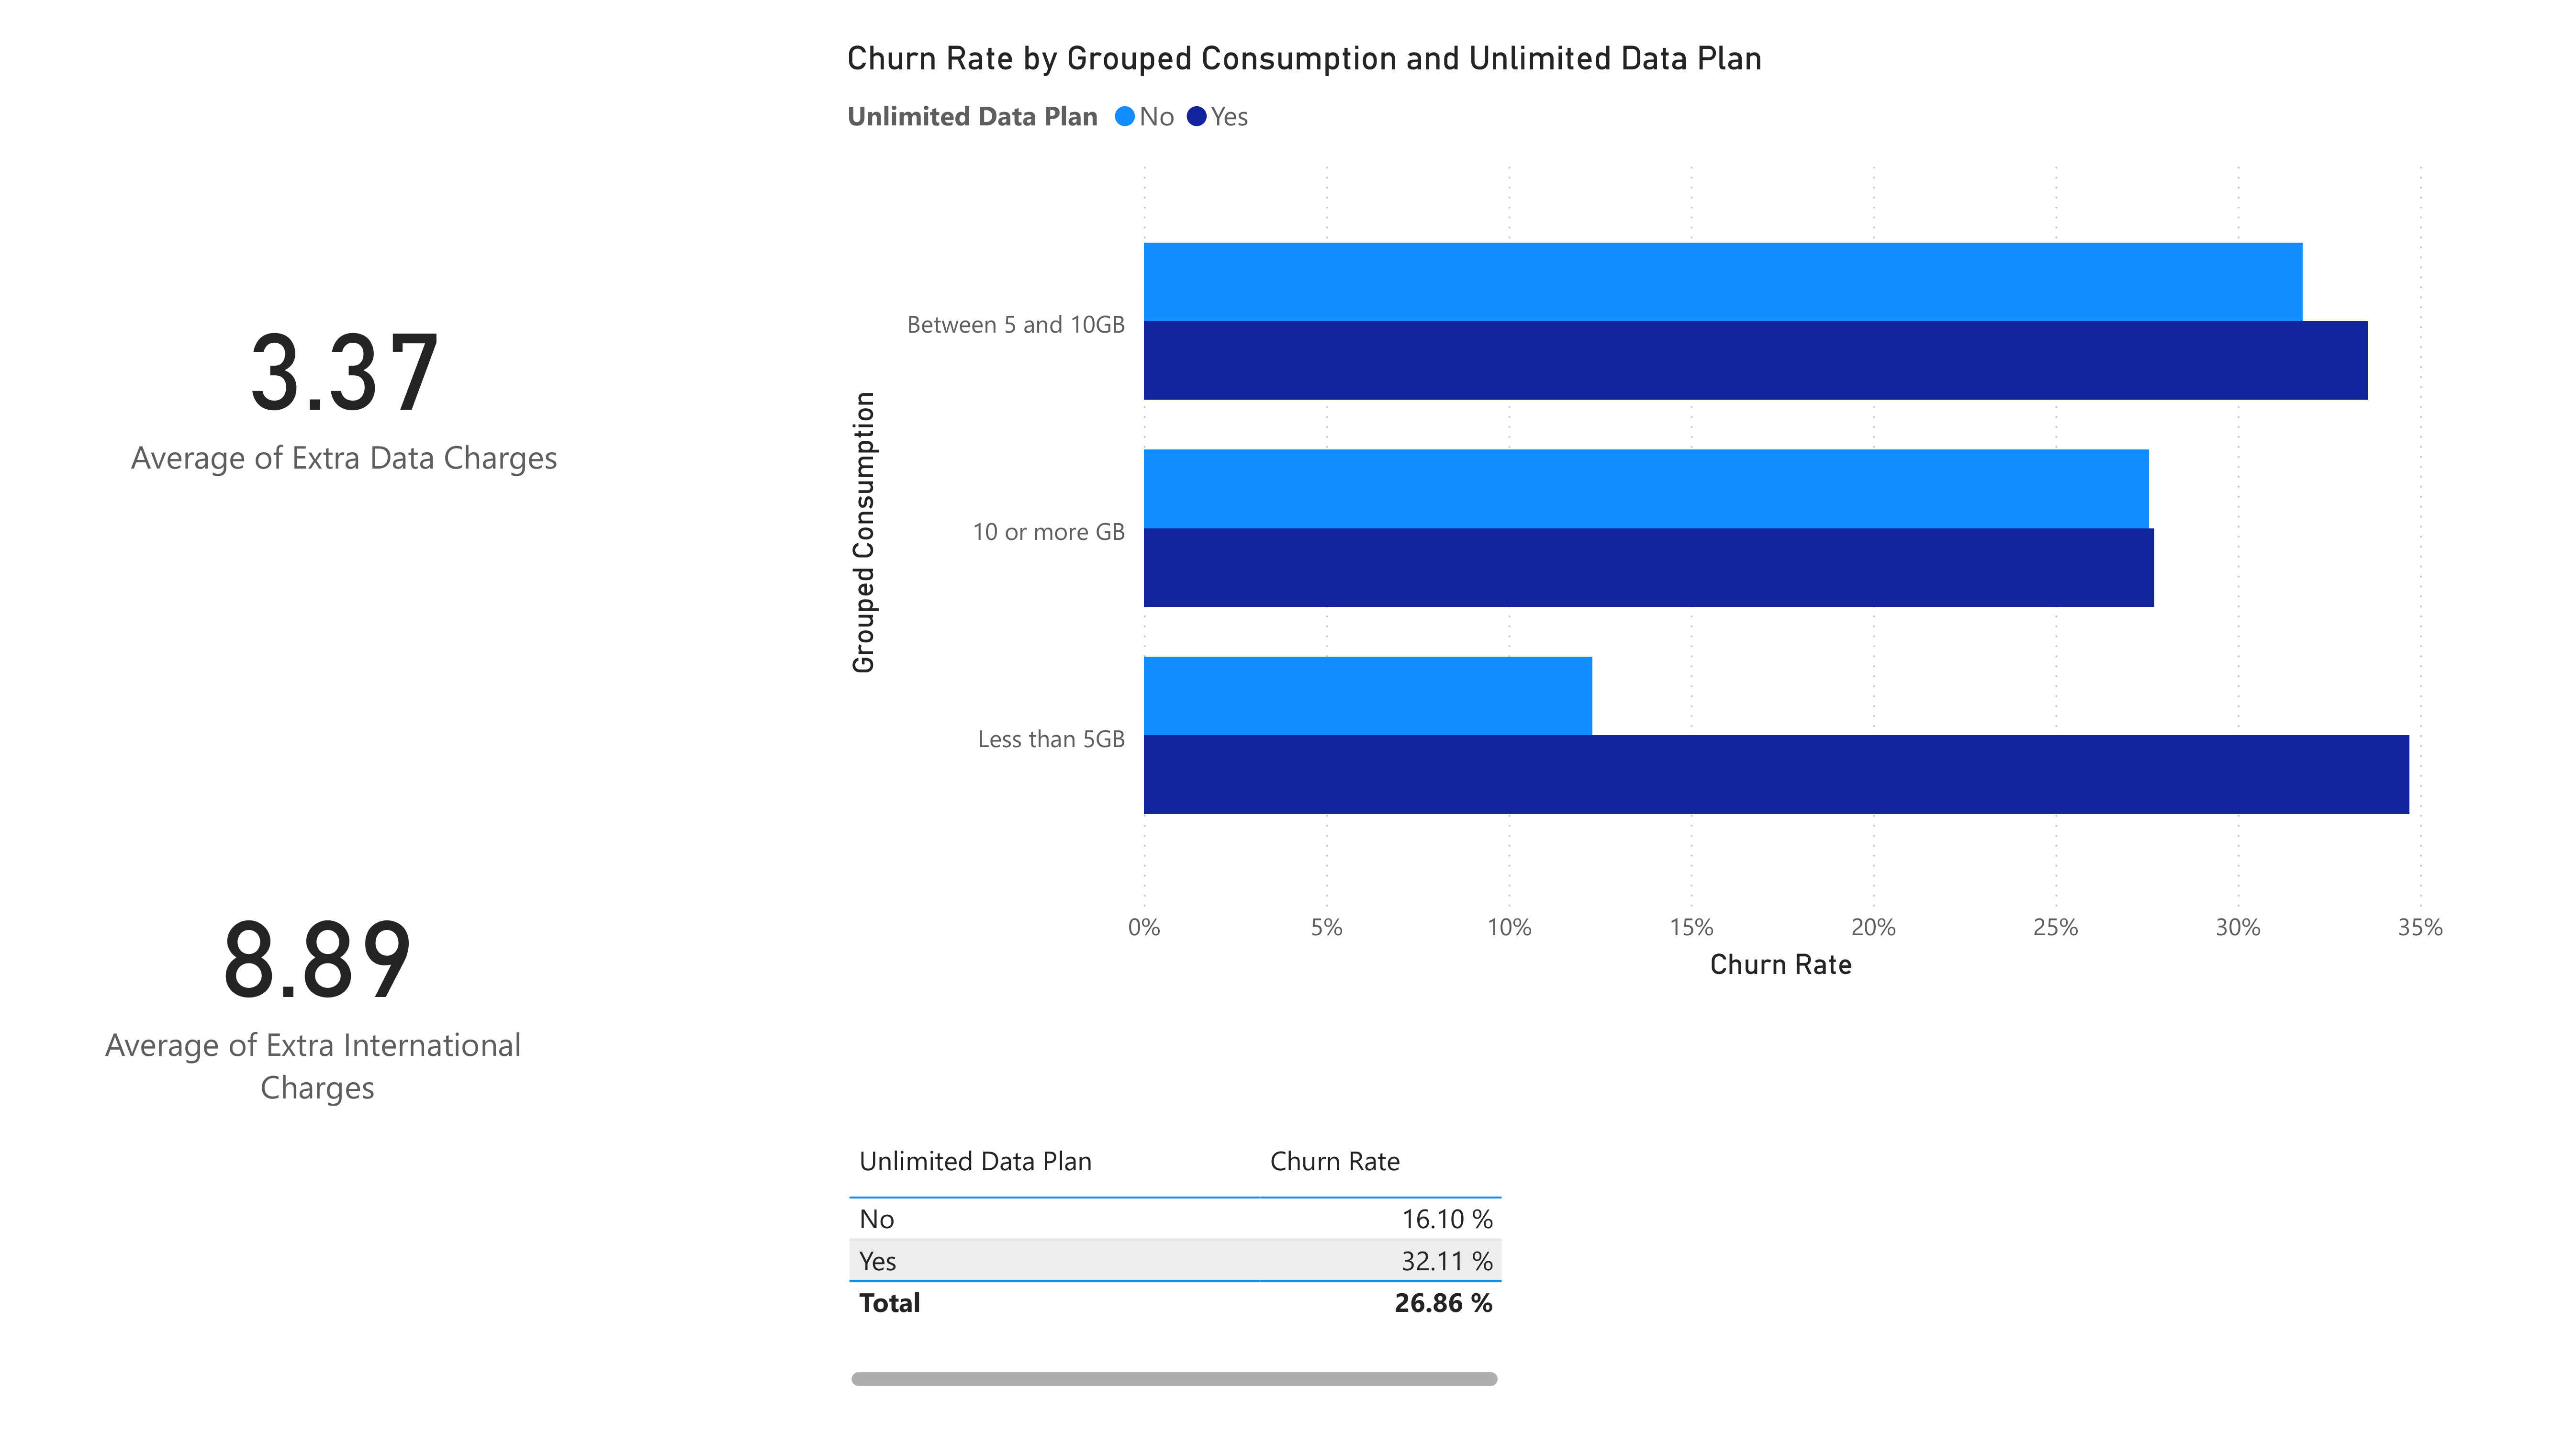 3.37
Average of Extra Data Charges
8.89
Average of Extra International
Charges
Churn Rate by Grouped Consumption and Unlimited Data Plan
Unlimited Data Plan No Yes
Grouped Consumption
Between 5 and 10GB
10 or more GB
Less than 5GB
0% 5% 10% 15% 20% 25% 30% 35%
Churn Rate
Unlimited Data Plan Churn Rate
No 16.10 %
Yes 32.11 %
Total 26.86 %